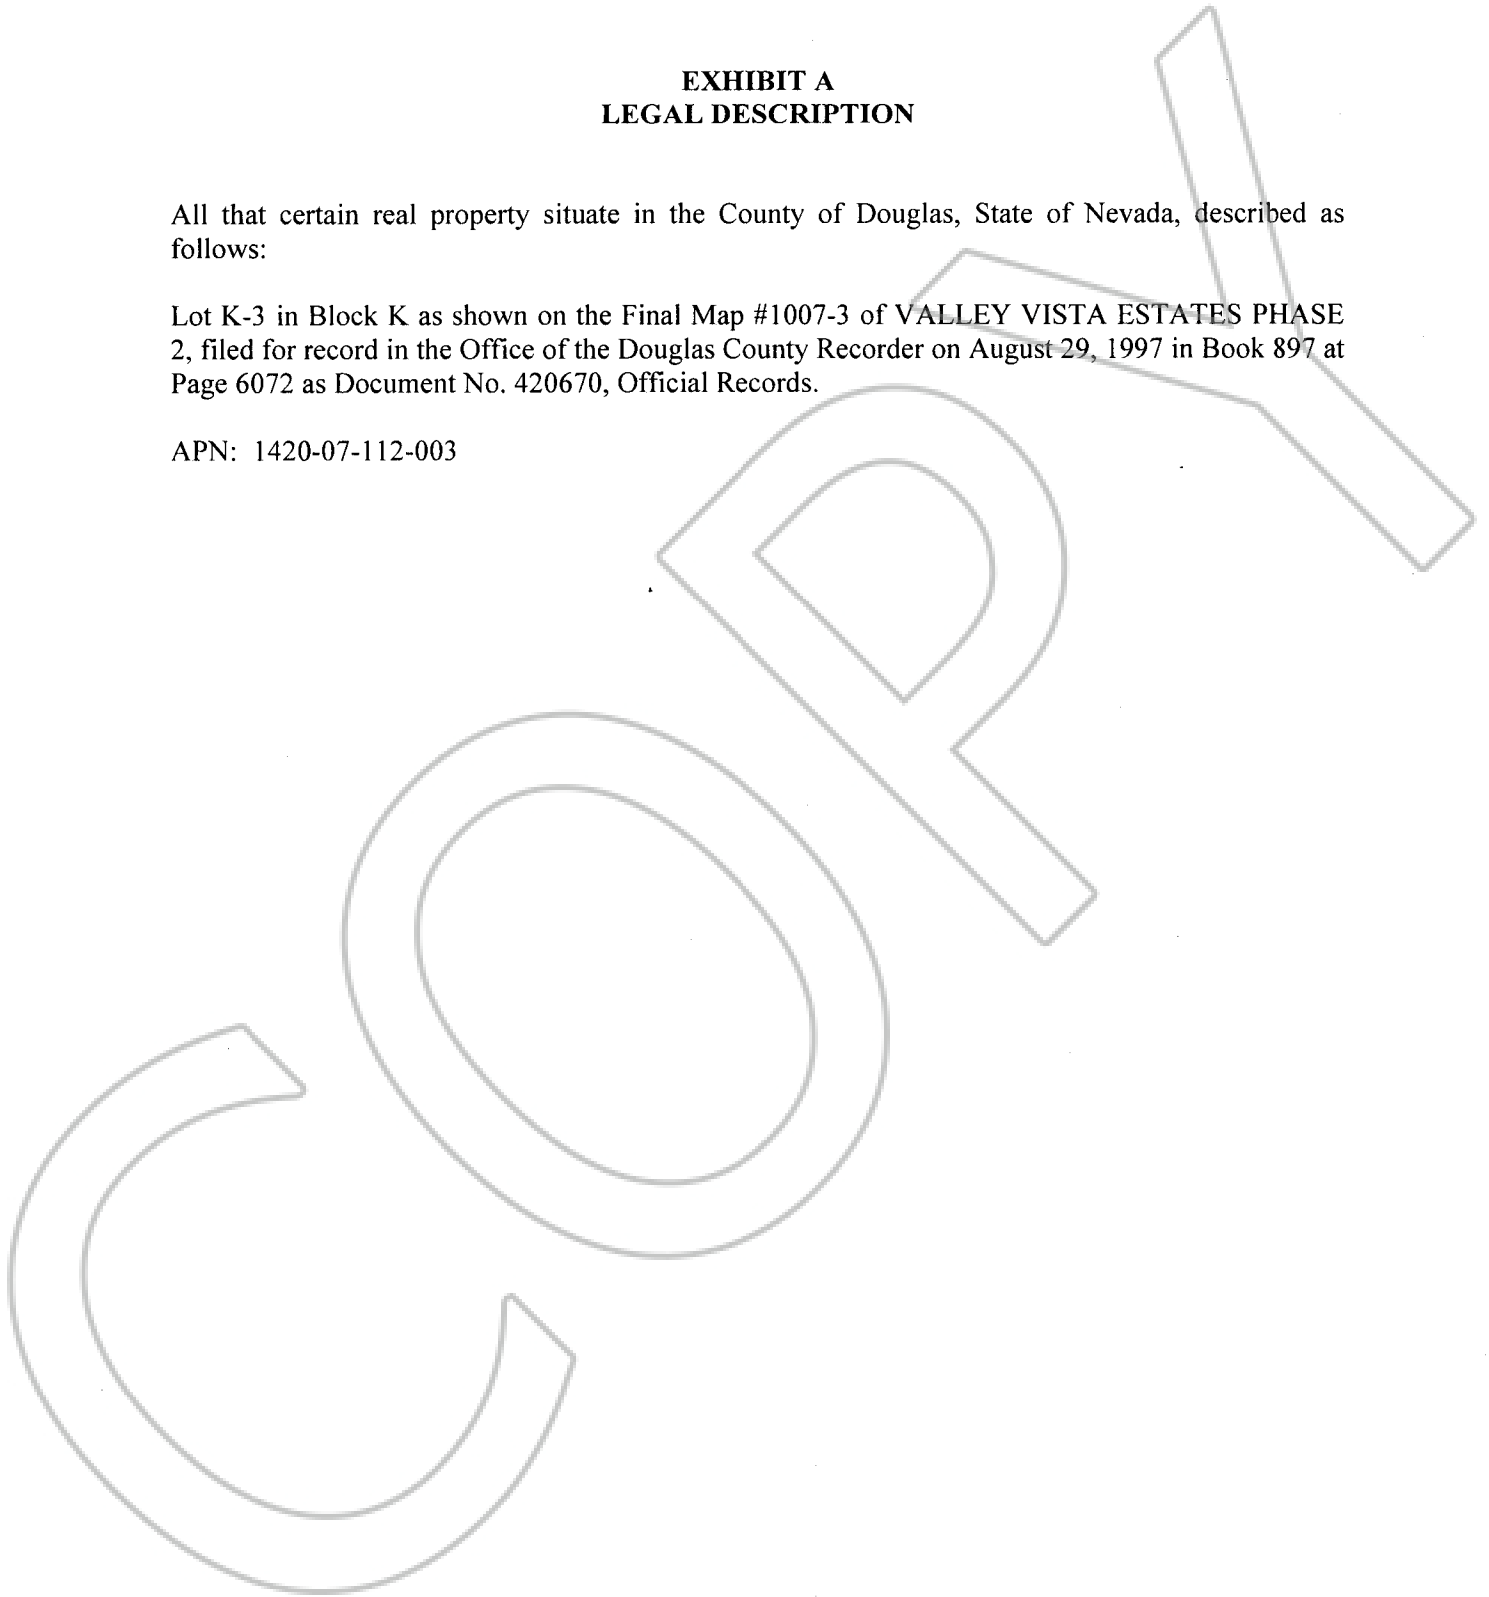 EXHIBIT A
LEGAL DESCRIPTION
All that certain real property situate in the County of Douglas, State of Nevada, described as
follows:
Lot K-3 in Block K as shown on the Final Map #1007-3 of VALLEY VISTA ESTATES PHASE
2, filed for record in the Office of the Douglas County Recorder on August 29, 1997 in Book 897 at
Page 6072 as Document No. 420670, Official Records.
APN: 1420-07-112-003
COPY